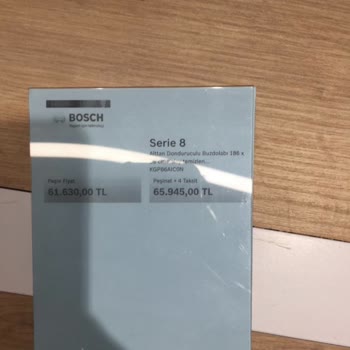 BOSCH
Serie 8
Alttan Donduruculu Buzdolabı 186 x
KGF86AICON
Peşin Fiyat
61.630,00 TL
Peşinat + 4 Taksit
65.945,00 TL